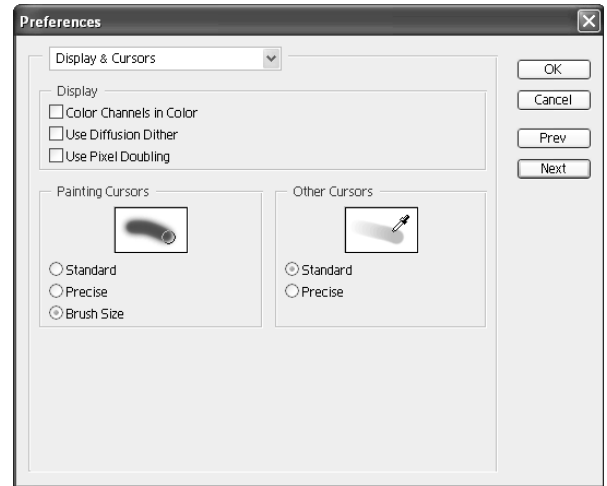 Preferences
Display & Cursors
Display
Color Channels in Color
Use Diffusion Dither
Use Pixel Doubling
Painting Cursors
Standard
Precise
Brush Size
Other Cursors
Standard
Precise
OK
Cancel
Prev
Next